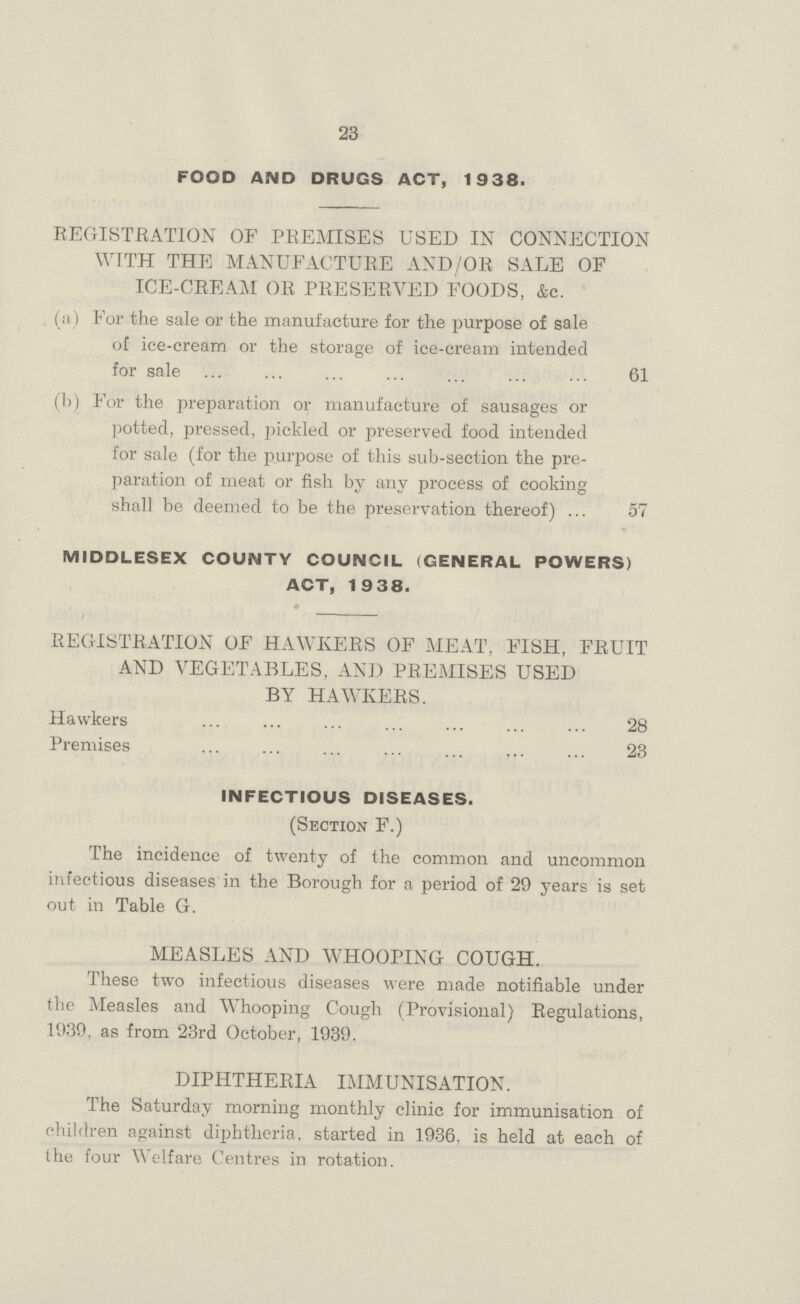 23
FOOD AND DRUGS ACT, 1938.
REGISTRATION OF PREMISES USED IN CONNECTION
WITH THE MANUFACTURE AND/OR SALE OF
ICE-CREAM OR PRESERVED FOODS, &c.
(a) For the sale or the manufacture for the purpose of sale
of ice-cream or the storage of ice-cream intended
for sale ... ... ... ... ... ... ... 61
(b) For the preparation or manufacture of sausages or
potted, pressed, pickled or preserved food intended
for sale (for the purpose of this sub-section the pre-
paration of meat or fish by any process of cooking
shall be deemed to be the preservation thereof) ... 57
MIDDLESEX COUNTY COUNCIL (GENERAL POWERS)
ACT, 1938.
REGISTRATION OF HAWKERS OF MEAT, FISH, FRUIT
AND VEGETABLES, AND PREMISES USED
BY HAWKERS.
Hawkers ... ... ... ... ... ... ... 28
Premises ... ... ... ... ... ... ... 23
INFECTIOUS DISEASES.
(SECTION F.)
The incidence of twenty of the common and uncommon
infectious diseases in the Borough for a period of 29 years is set
out in Table G.
MEASLES AND WHOOPING COUGH.
These two infectious diseases were made notifiable under
the Measles and Whooping Cough (Provisional) Regulations,
1939, as from 23rd October, 1939.
DIPHTHERIA IMMUNISATION.
The Saturday morning monthly clinic for immunisation of
children against diphtheria, started in 1936, is held at each of
the four Welfare Centres in rotation.